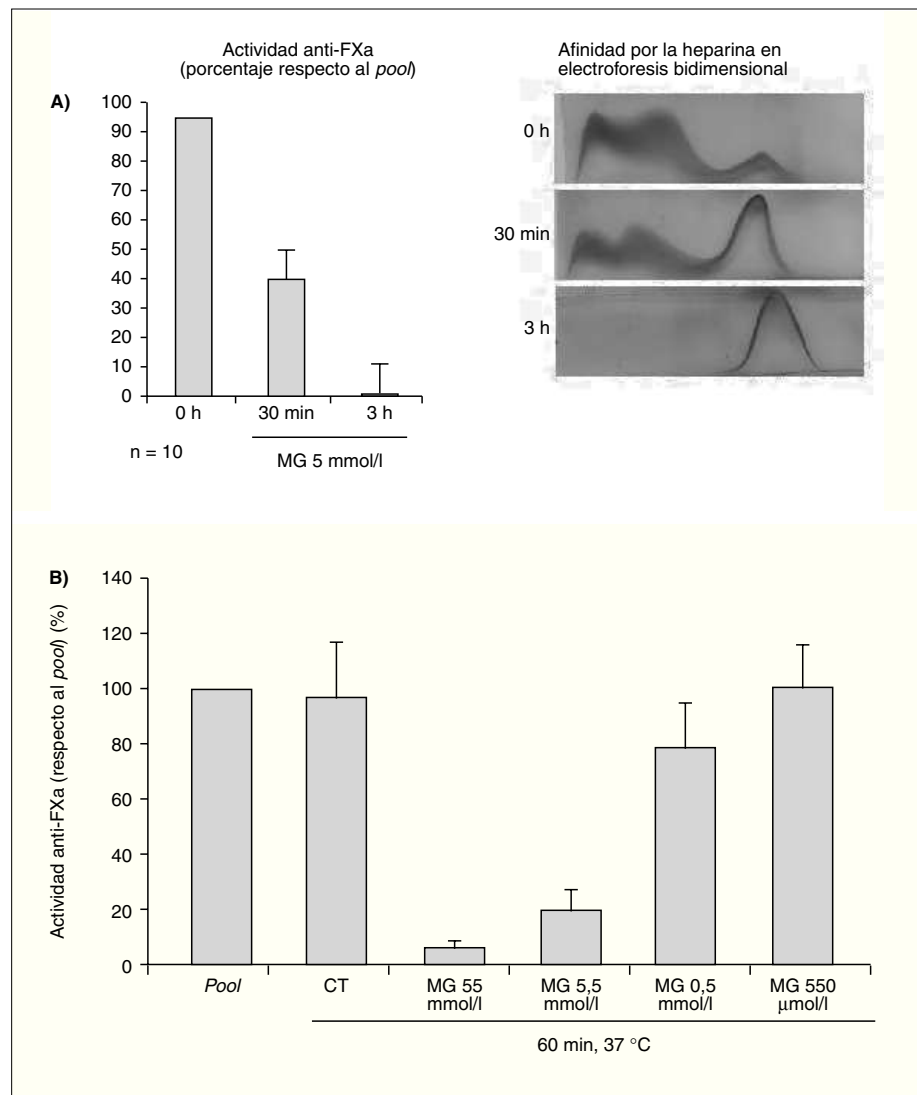 Actividad anti-FXa
(porcentaje respecto al pool)
A)
100
90
80
70
60
50
40
30
20
10
0
0 h
30 min
3 h
n = 10
MG 5 mmol/l
Afinidad por la heparina en
electroforesis bidimensional
0 h
30 min
3 h
B)
Actividad anti-FXa (respecto al pool) (%)
140
120
100
80
60
40
20
0
Pool
CT
MG 55
mmol/l
MG 5,5
mmol/l
MG 0,5
mmol/l
MG 550
μmol/l
60 min, 37 °C